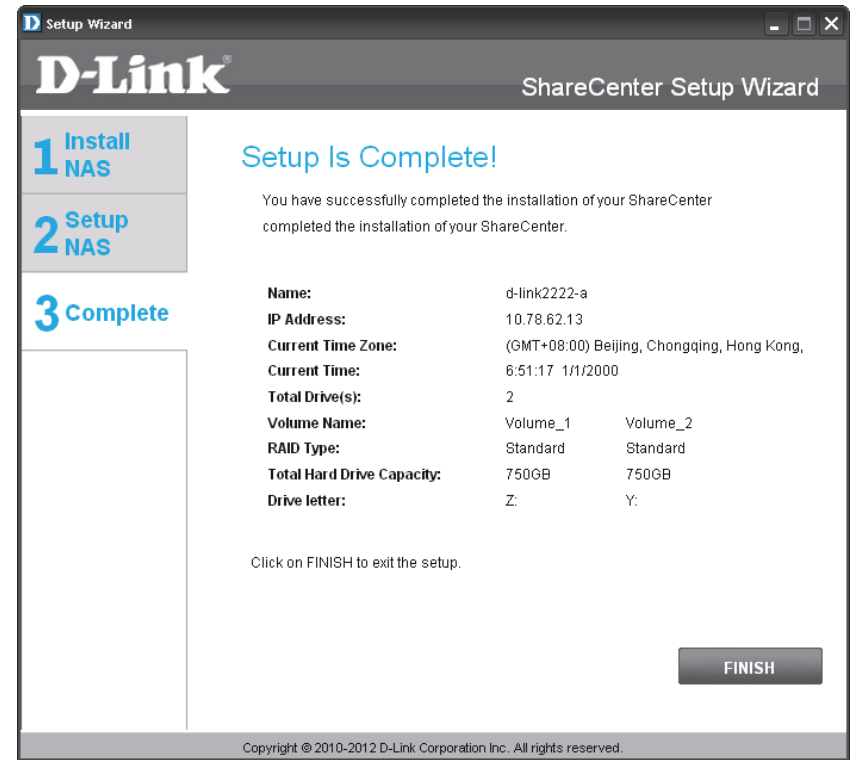 Setup Wizard
D-Link®
ShareCenter Setup Wizard
1 Install NAS
2 Setup NAS
3 Complete
Setup Is Complete!
You have successfully completed the installation of your ShareCenter
completed the installation of your ShareCenter.
Name: d-link2222-a
IP Address: 10.78.62.13
Current Time Zone: (GMT+08:00) Beijing, Chongqing, Hong Kong,
Current Time: 6:51:17 1/1/2000
Total Drive(s): 2
Volume Name: Volume_1 Volume_2
RAID Type: Standard Standard
Total Hard Drive Capacity: 750GB 750GB
Drive letter: Z: Y:
Click on FINISH to exit the setup.
FINISH
Copyright © 2010-2012 D-Link Corporation Inc. All rights reserved.